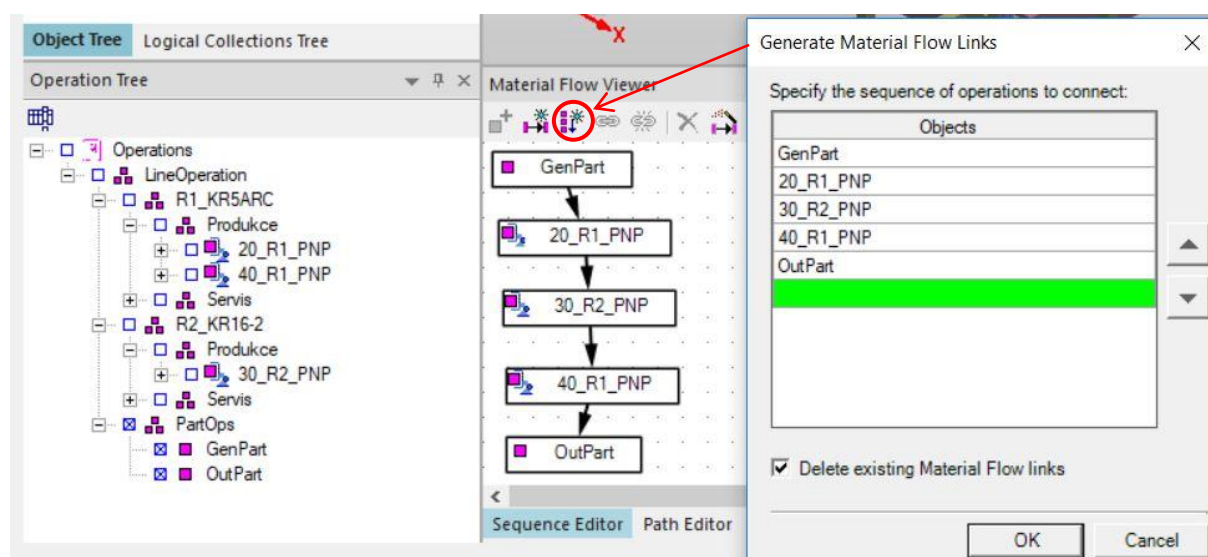 Object Tree Logical Collections Tree
Operation Tree
Operations
LineOperation
R1_KR5ARC
Produkce
20_R1_PNP
40_R1_PNP
Servis
R2_KR16-2
Produkce
30_R2_PNP
Servis
PartOps
GenPart
OutPart
X
Material Flow Viewer
GenPart
20_R1_PNP
30_R2_PNP
40_R1_PNP
OutPart
Sequence Editor Path Editor
Generate Material Flow Links
Specify the sequence of operations to connect:
Objects
GenPart
20_R1_PNP
30_R2_PNP
40_R1_PNP
OutPart
Delete existing Material Flow links
OK Cancel